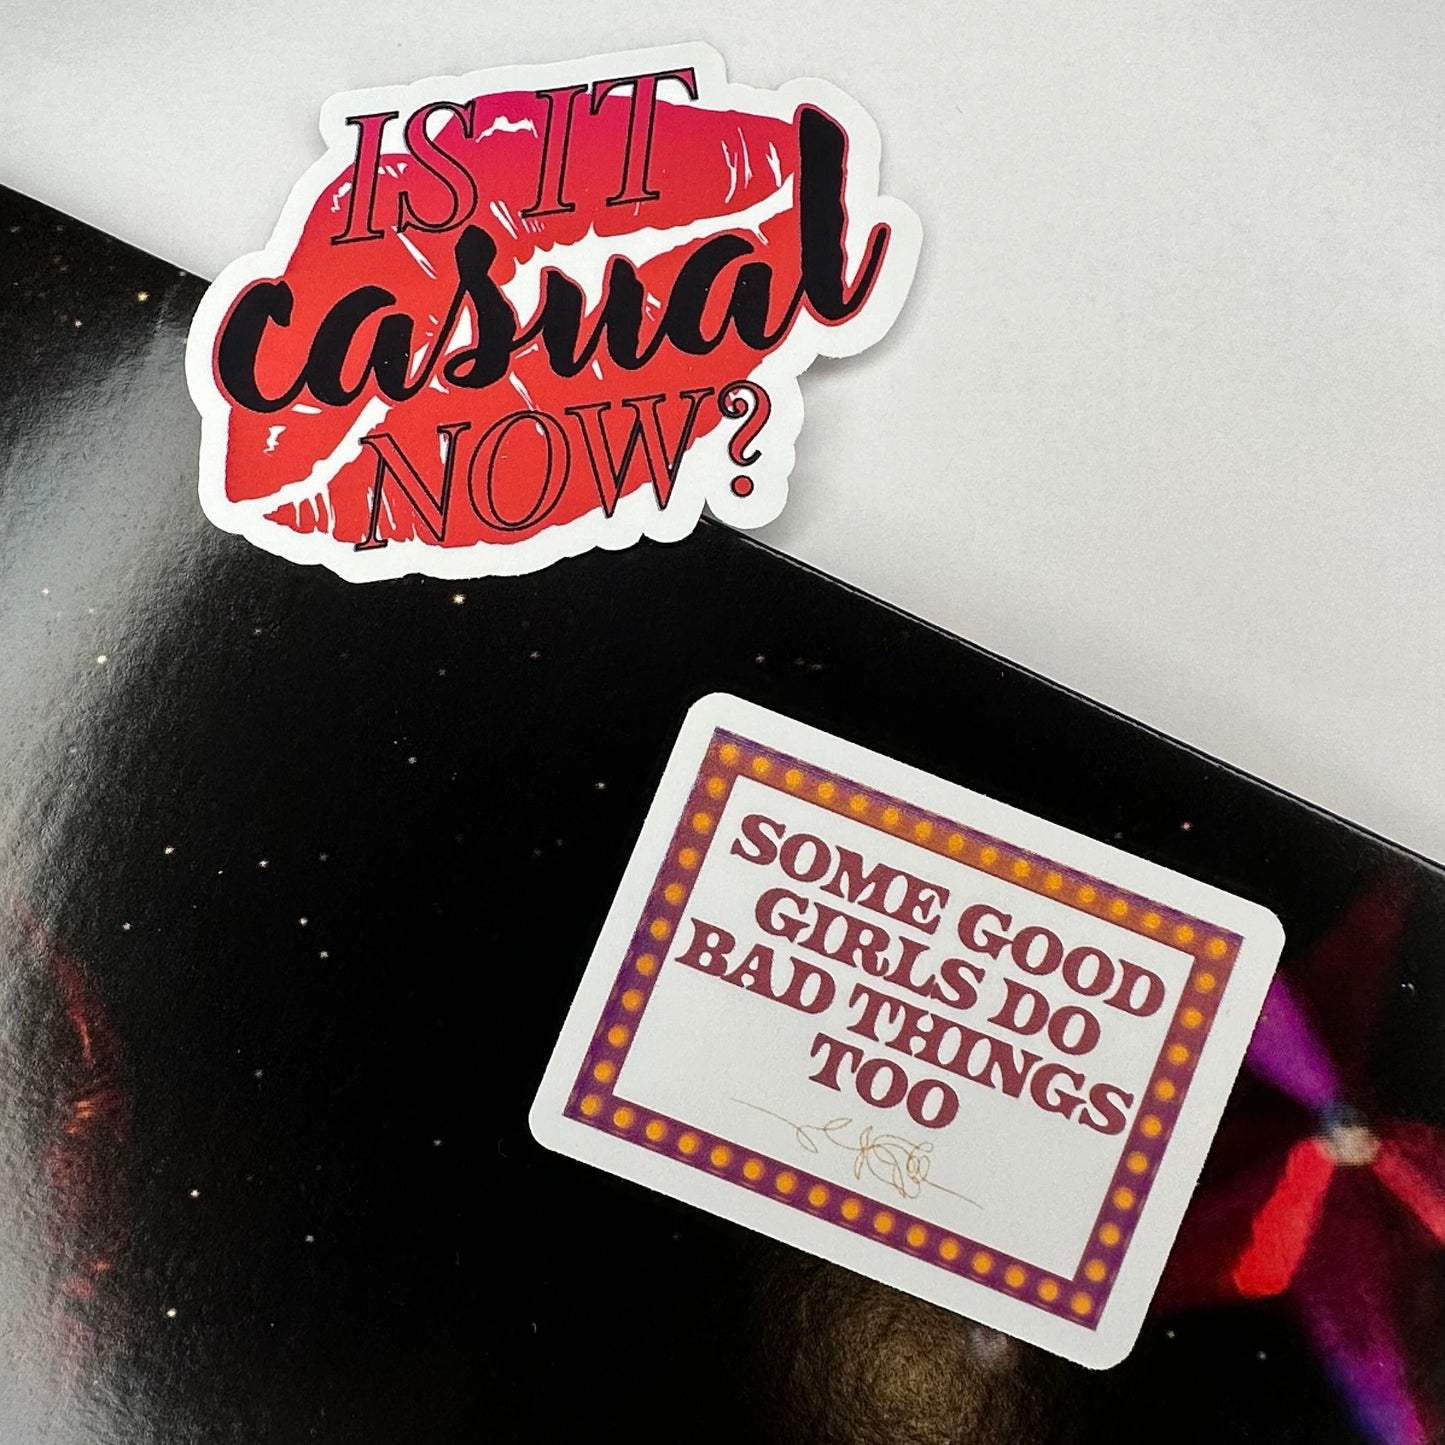 IS IT
casual
NOW?
SOME GOOD
GIRLS DO
BAD THINGS
TOO